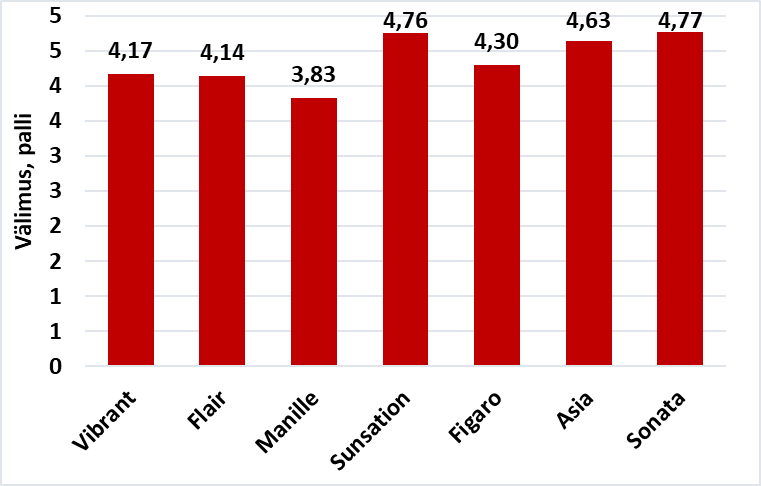 Välimus, palli
5
5
4
4
3
3
2
2
1
1
0
4,17
4,14
3,83
4,76
4,30
4,63
4,77
Vibrant
Flair
Manille
Sunsation
Figaro
Asia
Sonata